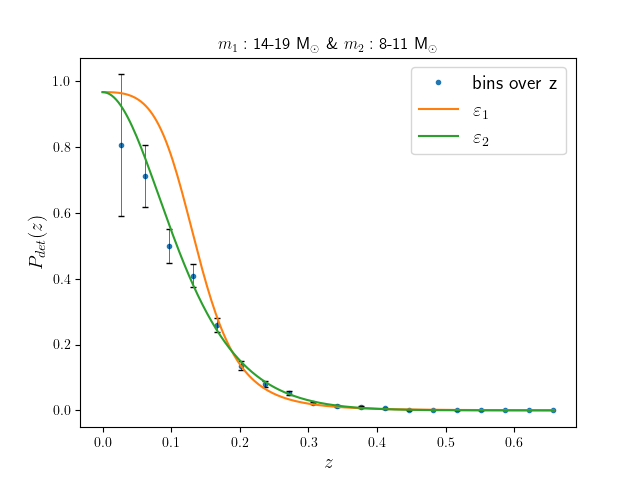 m₁ : 14-19 M⊙ & m₂ : 8-11 M⊙
1.0
0.8
0.6
0.4
0.2
0.0
P_det(z)
bins over z
ε₁
ε₂
0.0 0.1 0.2 0.3 0.4 0.5 0.6
z